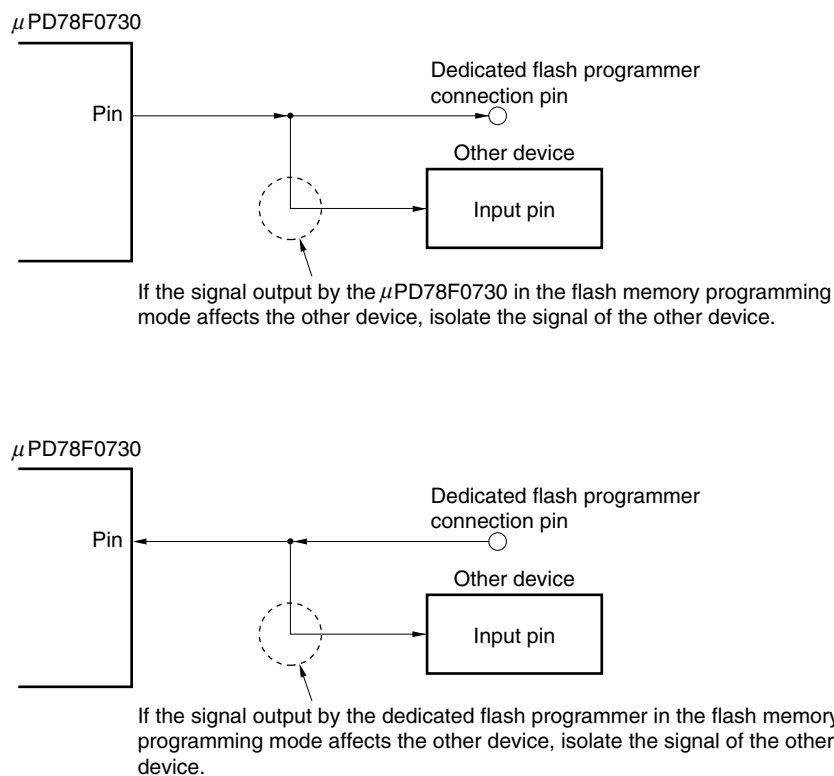 μPD78F0730
Dedicated flash programmer
connection pin
Pin
Other device
Input pin
If the signal output by the μPD78F0730 in the flash memory programming
mode affects the other device, isolate the signal of the other device.
μPD78F0730
Dedicated flash programmer
connection pin
Pin
Other device
Input pin
If the signal output by the dedicated flash programmer in the flash memory
programming mode affects the other device, isolate the signal of the other
device.